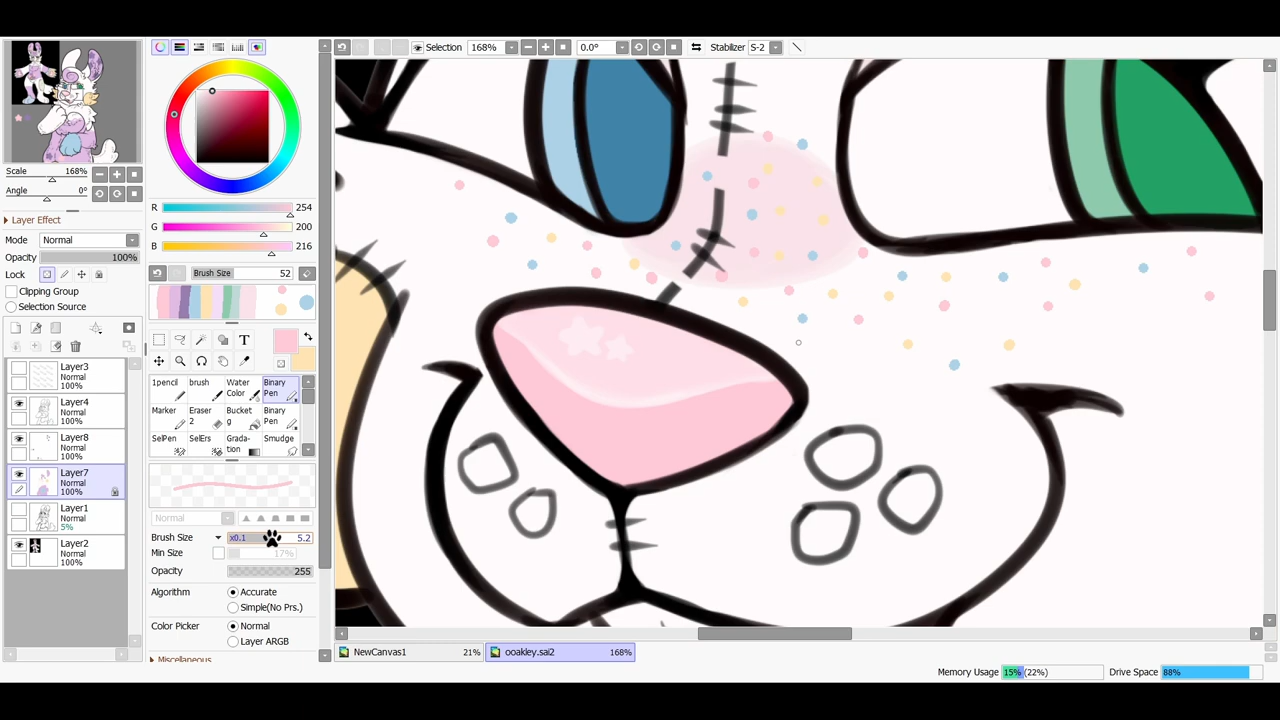 Selection 168% 0.0° Stabilizer S-2
Scale 168%
Angle 0°
Layer Effect
Mode Normal
Opacity 100%
Lock
Clipping Group
Selection Source
Layer3
Normal
100%
Layer4
Normal
100%
Layer8
Normal
100%
Layer7
Normal
100%
Layer1
Normal
5%
Layer2
Normal
100%
R 254
G 200
B 216
Brush Size 52
T
1pencil brush Water Color Binary Pen
Marker Eraser 2 Bucket g Binary Pen
SelPen SelErs Grada-tion Smudge
Normal
Brush Size x0.1 5.2
Min Size 17%
Opacity 255
Algorithm Accurate
Simple(No Prs.)
Color Picker Normal
Layer ARGB
Miscellaneous
NewCanvas1 21% ooakley.sai2 168%
Memory Usage 15% (22%) Drive Space 88%